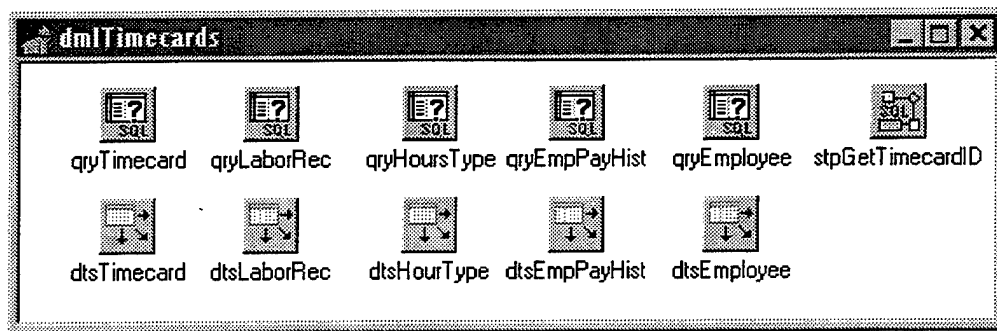 dmlTimecards
? ? ? ? ? SQL
SQL SQL SQL SQL SQL
qryTimecard qryLaborRec qryHoursType qryEmpPayHist qryEmployee stpGetTimecardID
dtsTimecard dtsLaborRec dtsHourType dtsEmpPayHist dtsEmployee